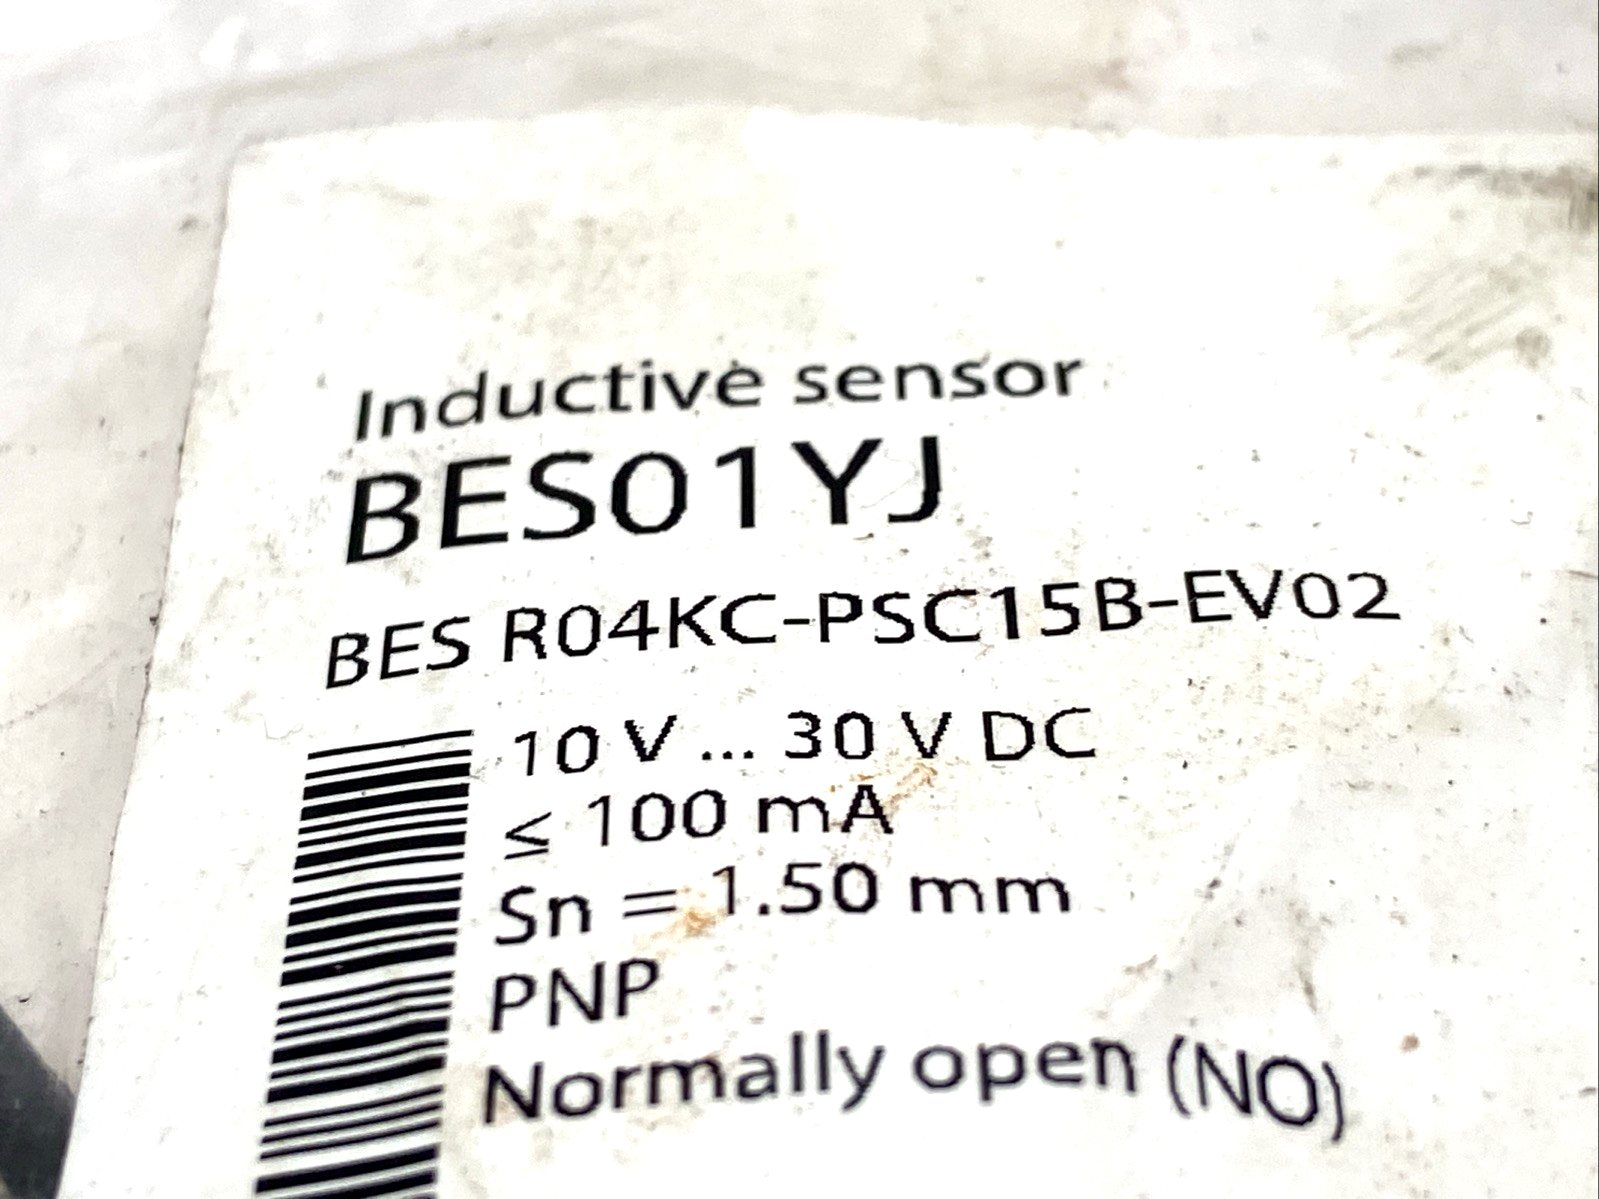 Inductive sensor
BES01YJ
BES R04KC-PSC15B-EV02
10 V ... 30 V DC
≤ 100 mA
Sn = 1.50 mm
PNP
Normally open (NO)